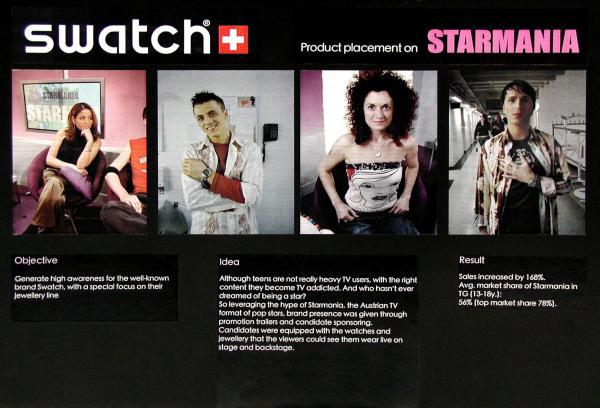 swatch®
Product placement on STARMANIA
STARMANIA
STAR
Objective
Generate high awareness for the well-known
brand Swatch, with a special focus on their
jewellery line
Idea
Although teens are not really heavy TV users, with the right
content they become TV addicted. And who hasn't ever
dreamed of being a star?
So leveraging the hype of Starmania, the Austrian TV
format of pop stars, brand presence was given through
promotion trailers and candidate sponsoring.
Candidates were equipped with the watches and
jewellery that the viewers could see them wear live on
stage and backstage.
Result
Sales increased by 168%.
Avg. market share of Starmania in
TG (13-18y.):
56% (top market share 78%).